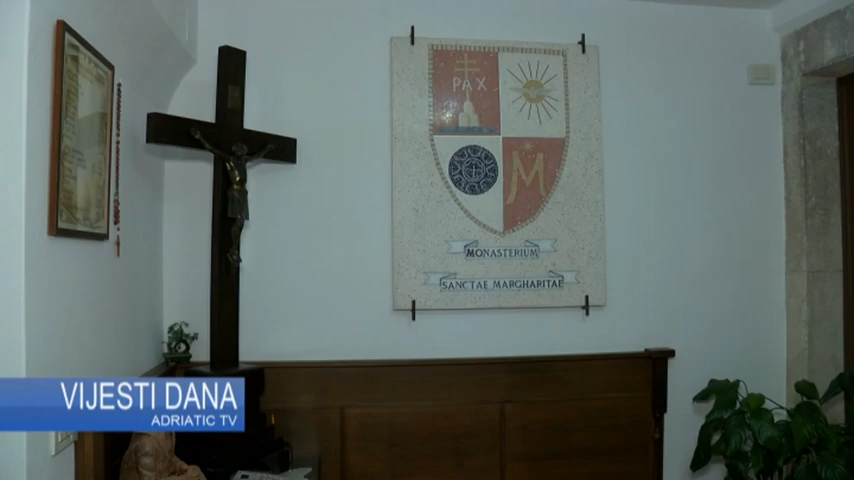 PAX
M
MONASTERIUM
SANCTAE MARGHARITAE
VIJESTI DANA
ADRIATIC TV